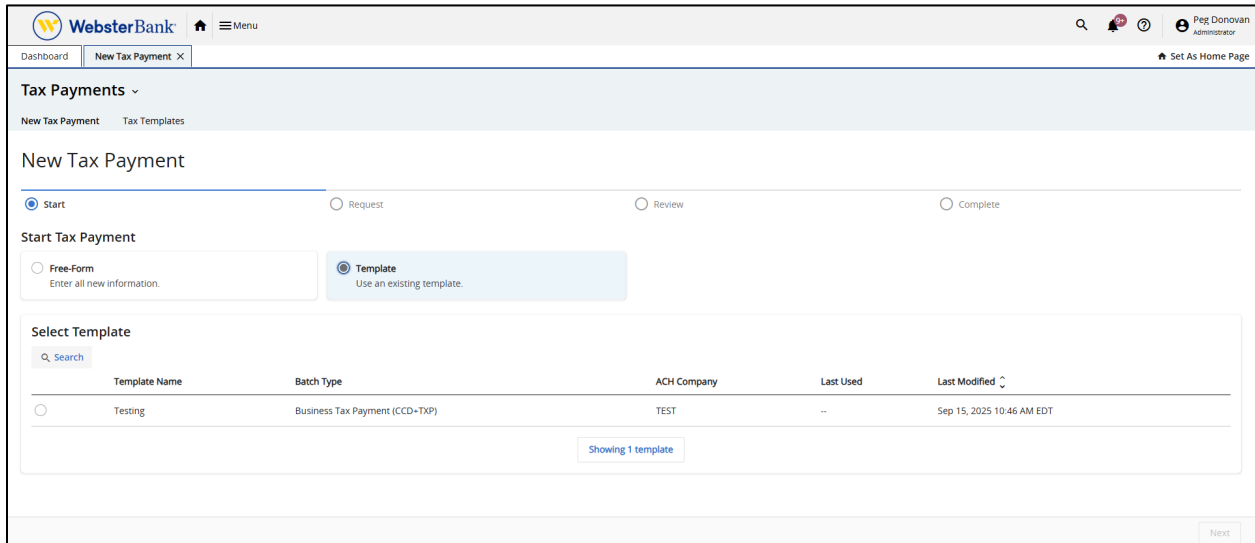 WebsterBank Menu 9+ Peg Donovan
Administrator
Dashboard New Tax Payment X Set As Home Page
Tax Payments
New Tax Payment Tax Templates
New Tax Payment
Start Request Review Complete
Start Tax Payment
Free-Form Template
Enter all new information. Use an existing template.
Select Template
Search
Template Name Batch Type ACH Company Last Used Last Modified
Testing Business Tax Payment (CCD+TXP) TEST -- Sep 15, 2025 10:46 AM EDT
Showing 1 template
Next